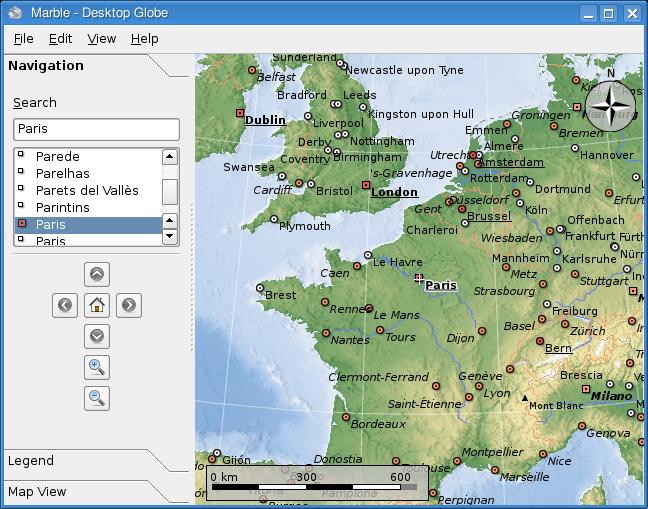 Marble - Desktop Globe
File Edit View Help
Navigation
Search
Paris
Parede
Parelhas
Parets del Vallès
Parintins
Paris
Paris
Legend
Map View
N
Sunderland
Newcastle upon Tyne
Belfast
Bradford
Leeds
Kingston upon Hull
Dublin
Liverpool
Derby
Nottingham
Coventry
Birmingham
Swansea
Cardiff
Bristol
London
Plymouth
Groningen
Emmen
Bremen
Almere
Utrecht
Amsterdam
Hannover
's-Gravenhage
Rotterdam
Dortmund
Erfurt
Gent
Düsseldorf
Köln
Brussel
Charleroi
Offenbach
Wiesbaden
Frankfurt
Mannheim
Karlsruhe
Metz
Stuttgart
Strasbourg
Le Havre
Caen
Paris
Brest
Rennes
Le Mans
Freiburg
Basel
Zürich
Nantes
Tours
Dijon
Bern
Clermont-Ferrand
Genève
Brescia
Saint-Étienne
Lyon
Mont Blanc
Milano
Bordeaux
Genova
Gijón
Donostia
Toulouse
Montpellier
Nice
Marseille
Vitoria
Pamplona
Perpignan
0 km 300 600